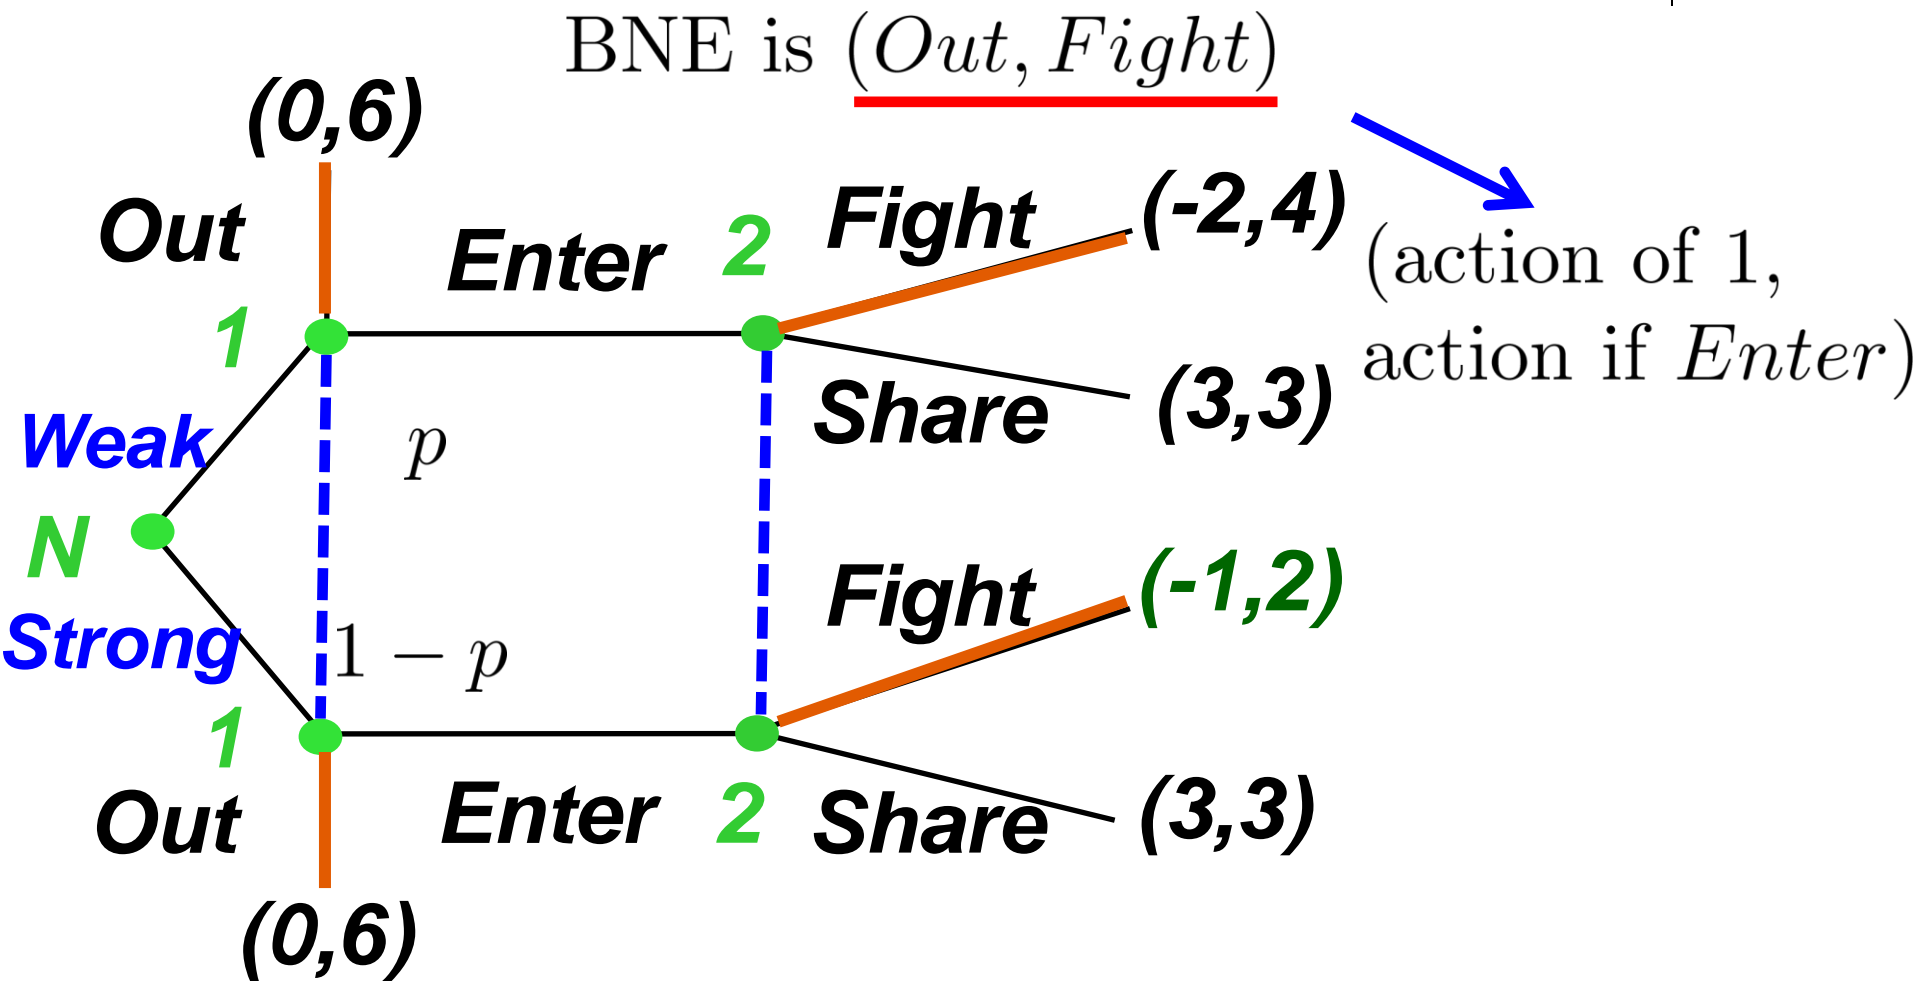 BNE is (Out, Fight)
(0,6)
Out
Enter
2
Fight
(-2,4)
(action of 1,
action if Enter)
1
Share
(3,3)
Weak
p
N
Fight
(-1,2)
Strong
1 − p
1
Out
Enter
2
Share
(3,3)
(0,6)